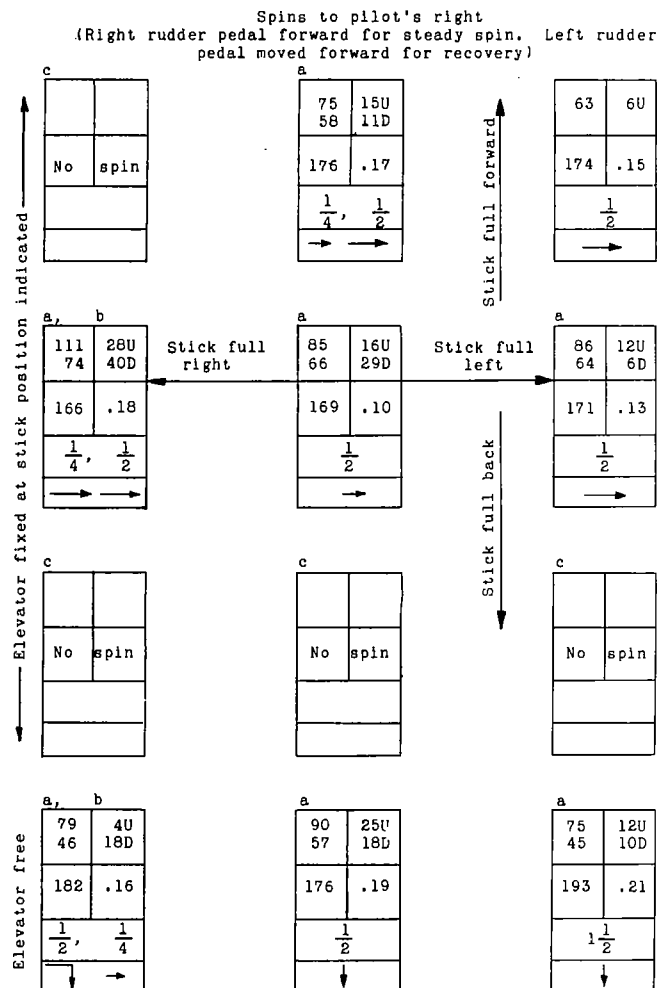 Spins to pilot's right
(Right rudder pedal forward for steady spin. Left rudder
pedal moved forward for recovery)
Elevator fixed at stick position indicated
c
No spin
a
75 15U
58 11D
176 .17
1/4, 1/2
Stick full forward
63 6U
174 .15
1/2
a, b
111 28U
74 40D
166 .18
1/4, 1/2
Stick full
right
a
85 16U
66 29D
169 .10
1/2
Stick full
left
a
86 12U
64 6D
171 .13
1/2
Stick full back
c
No spin
c
No spin
c
No spin
Elevator free
a, b
79 4U
46 18D
182 .16
1/2, 1/4
a
90 25U
57 18D
176 .19
1/2
a
75 12U
45 10D
193 .21
1 1/2